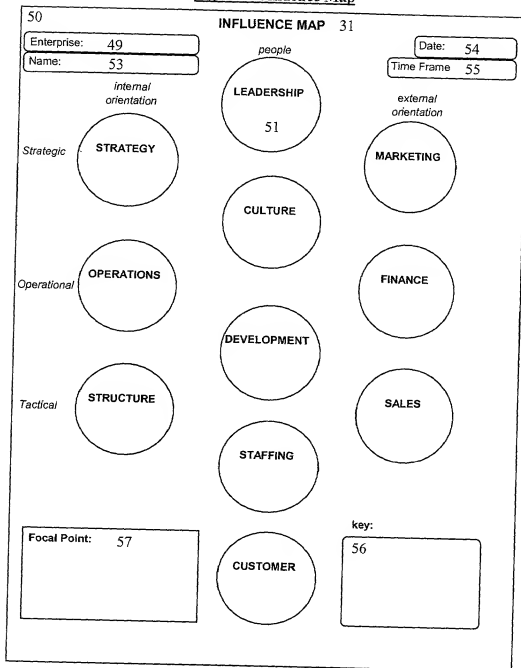 Influence Map
50
INFLUENCE MAP 31
Enterprise: 49
people
Date: 54
Name: 53
Time Frame 55
internal
orientation
LEADERSHIP
51
external
orientation
Strategic
STRATEGY
MARKETING
CULTURE
Operational
OPERATIONS
FINANCE
DEVELOPMENT
Tactical
STRUCTURE
SALES
STAFFING
Focal Point: 57
key:
56
CUSTOMER